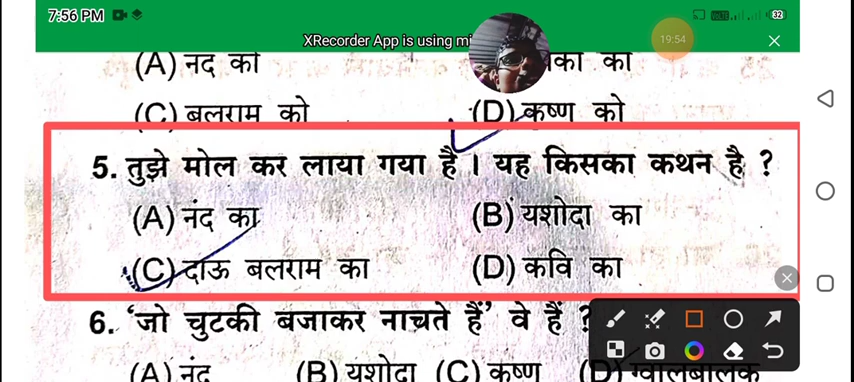 7:56 PM
32
XRecorder App is using mi
19:54
(A) नंद को
का को
(C) बलराम को (D) कृष्ण को
5. तुझे मोल कर लाया गया है । यह किसका कथन है ?
(A) नंद का (B) यशोदा का
(C) दाऊ बलराम का (D) कवि का
6. ‘जो चुटकी बजाकर नाचते हैं’ वे हैं ?
(A) नंद (B) यशोदा (C) कृष्ण (D) ग्वालबालक